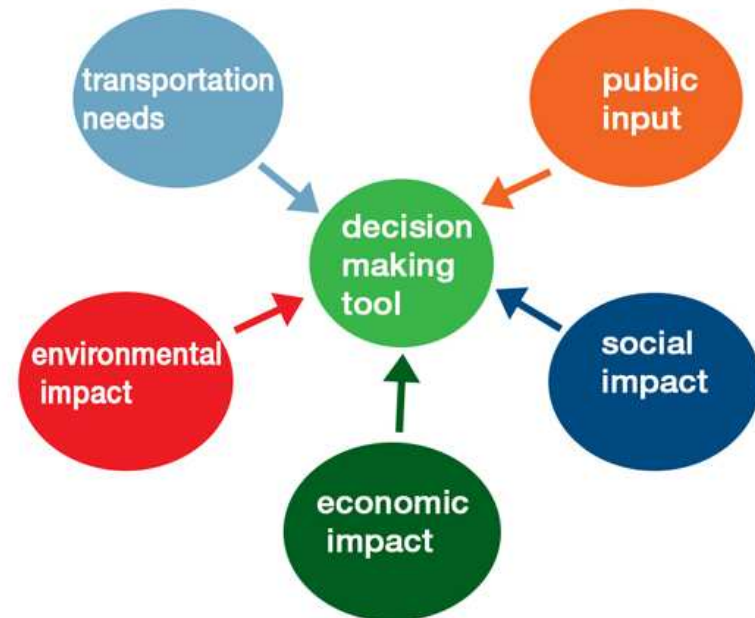 transportation
needs
public
input
decision
making
tool
environmental
impact
social
impact
economic
impact